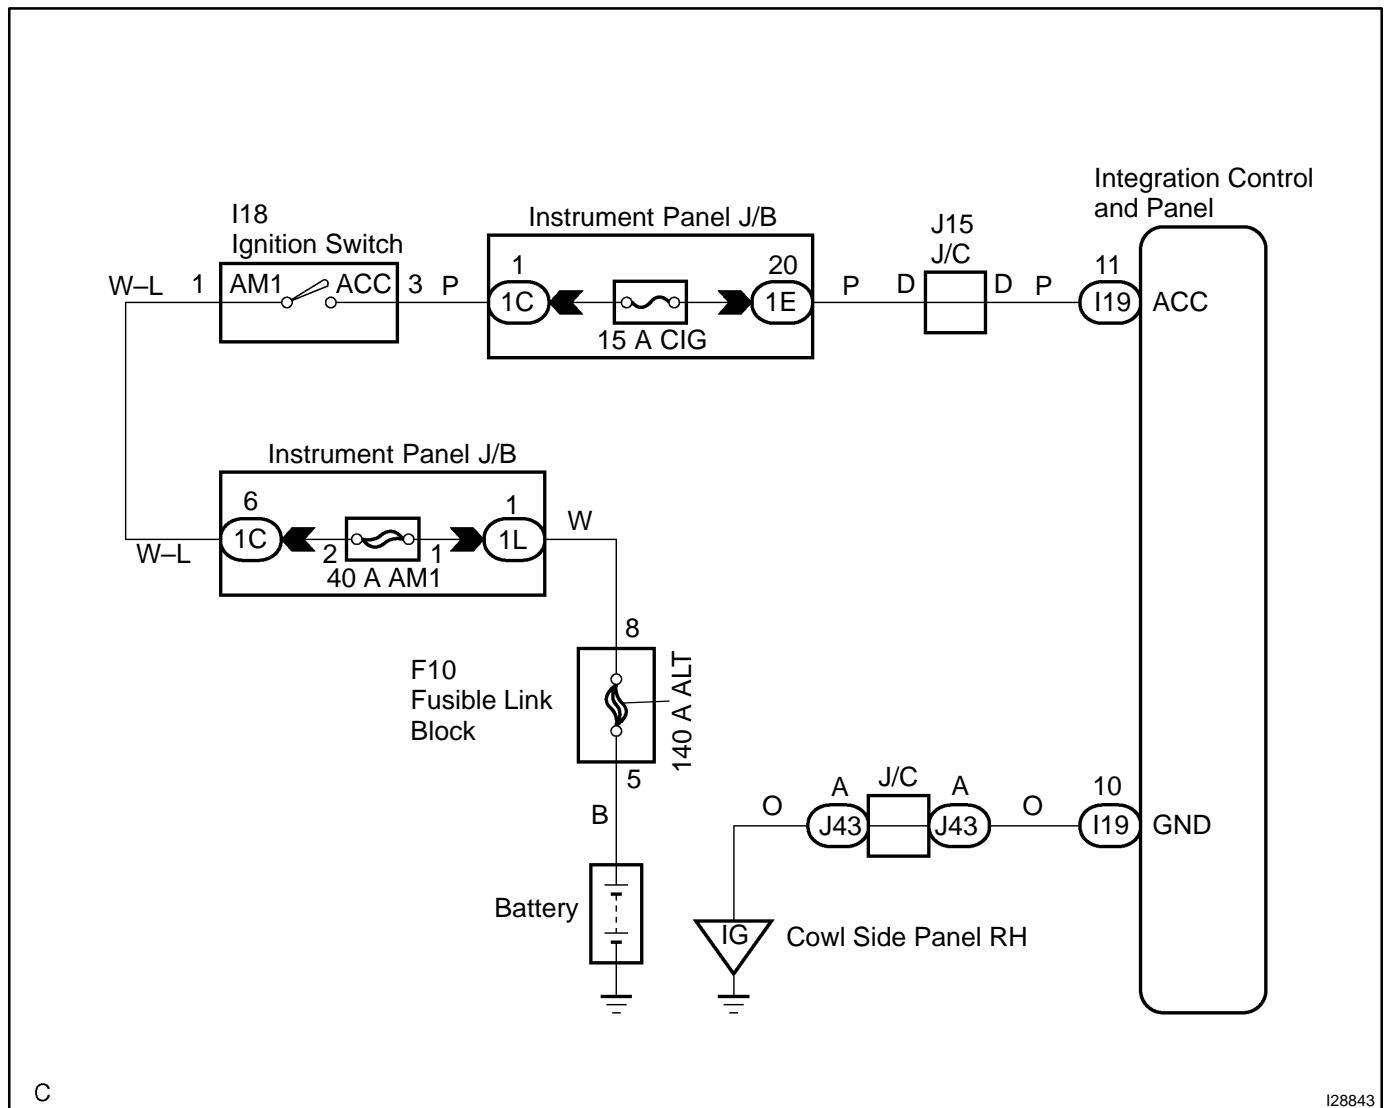 Integration Control
and Panel
I18
Ignition Switch
Instrument Panel J/B
J15
J/C
W–L 1 AM1 ACC 3 P
1
1C
15 A CIG
20
1E
P D D P
11
I19 ACC
Instrument Panel J/B
6
1C
W–L
2 1
40 A AM1
1
1L
W
8
F10
Fusible Link
Block
140 A ALT
5
B
Battery
O
A J/C A
J43 J43
O
10
I19 GND
IG
Cowl Side Panel RH
C
I28843